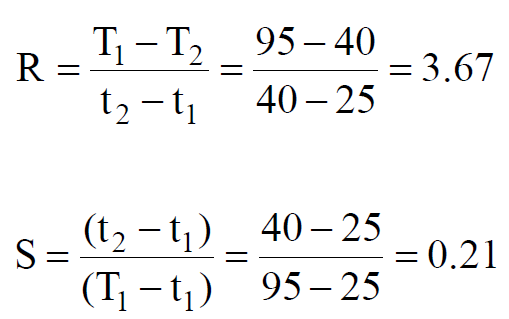 R = (T₁ − T₂) / (t₂ − t₁) = (95 − 40) / (40 − 25) = 3.67
S = (t₂ − t₁) / (T₁ − t₁) = (40 − 25) / (95 − 25) = 0.21